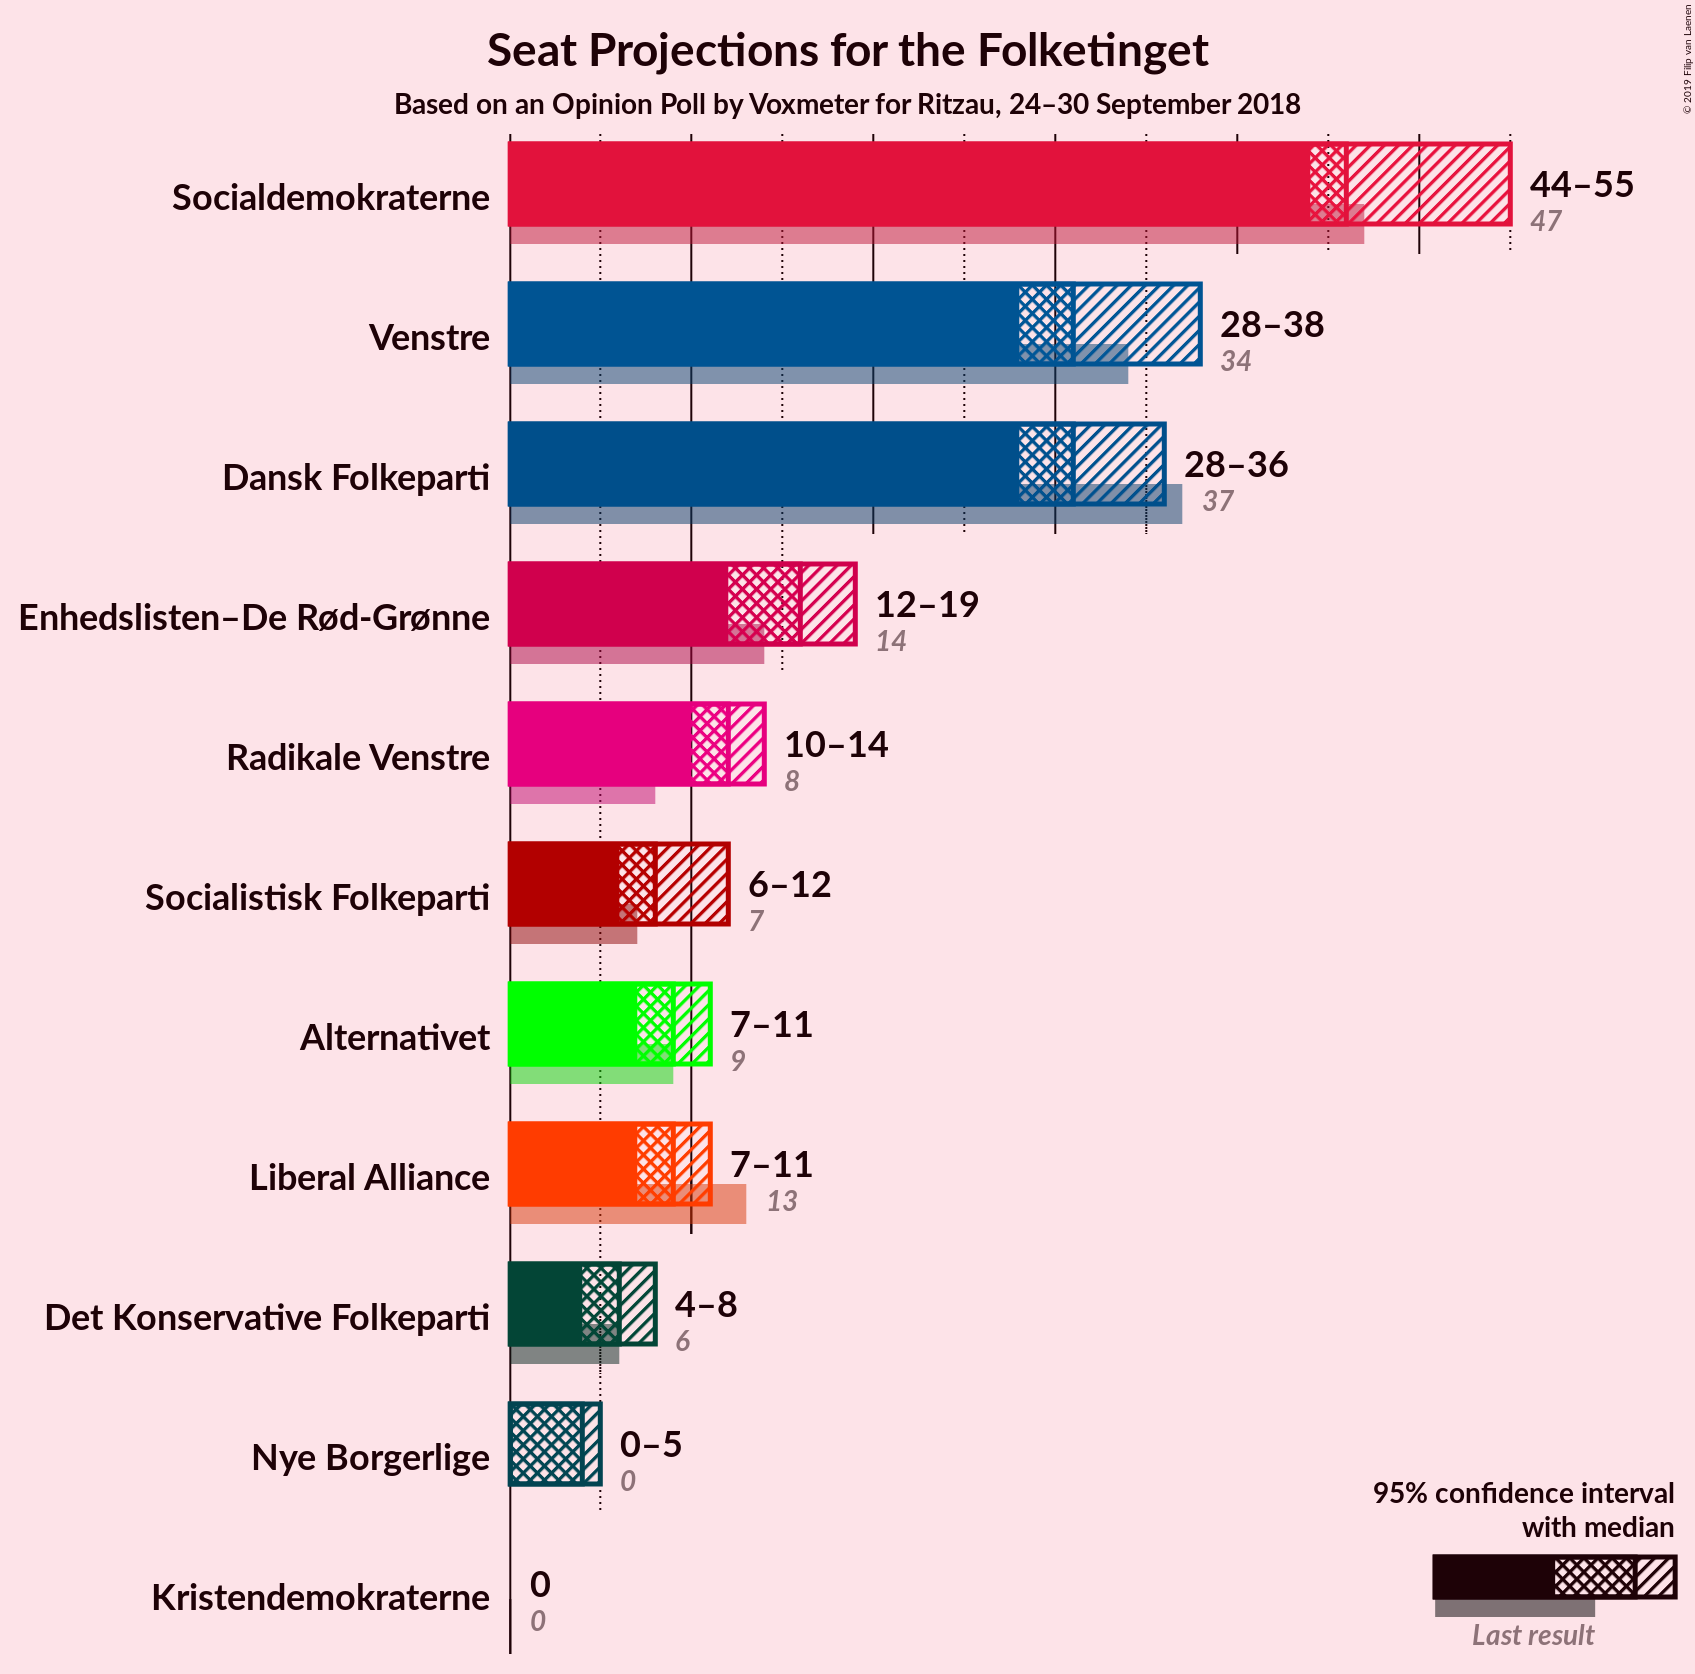 Seat Projections for the Folketinget
Based on an Opinion Poll by Voxmeter for Ritzau, 24–30 September 2018
© 2019 Filip van Laenen
Socialdemokraterne
44–55
47
Venstre
28–38
34
Dansk Folkeparti
28–36
37
Enhedslisten–De Rød-Grønne
12–19
14
Radikale Venstre
10–14
8
Socialistisk Folkeparti
6–12
7
Alternativet
7–11
9
Liberal Alliance
7–11
13
Det Konservative Folkeparti
4–8
6
Nye Borgerlige
0–5
0
Kristendemokraterne
0
0
95% confidence interval
with median
Last result